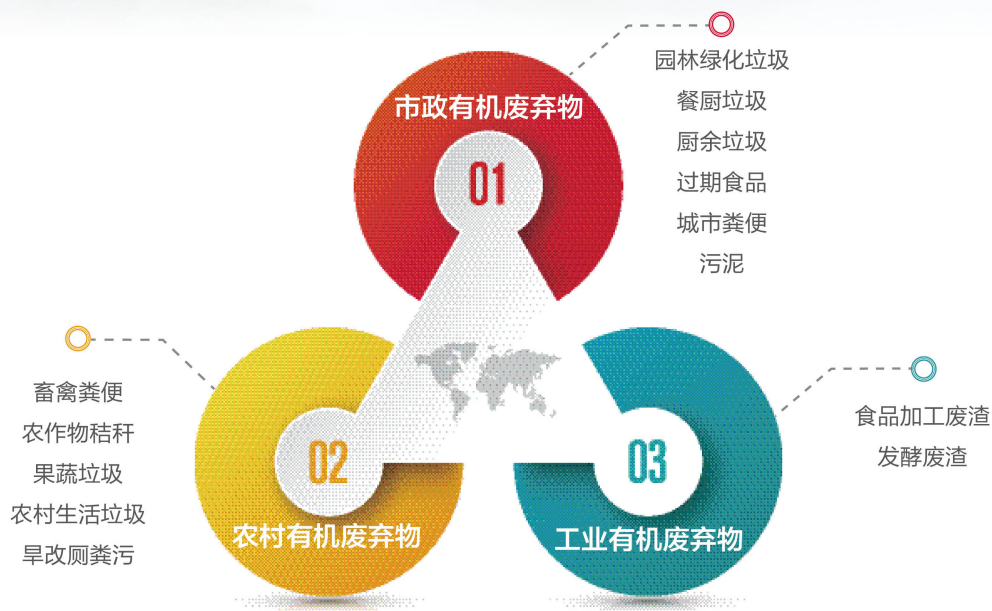 市政有机废弃物
01
园林绿化垃圾
餐厨垃圾
厨余垃圾
过期食品
城市粪便
污泥
畜禽粪便
农作物秸秆
果蔬垃圾
农村生活垃圾
旱改厕粪污
02
农村有机废弃物
03
工业有机废弃物
食品加工废渣
发酵废渣